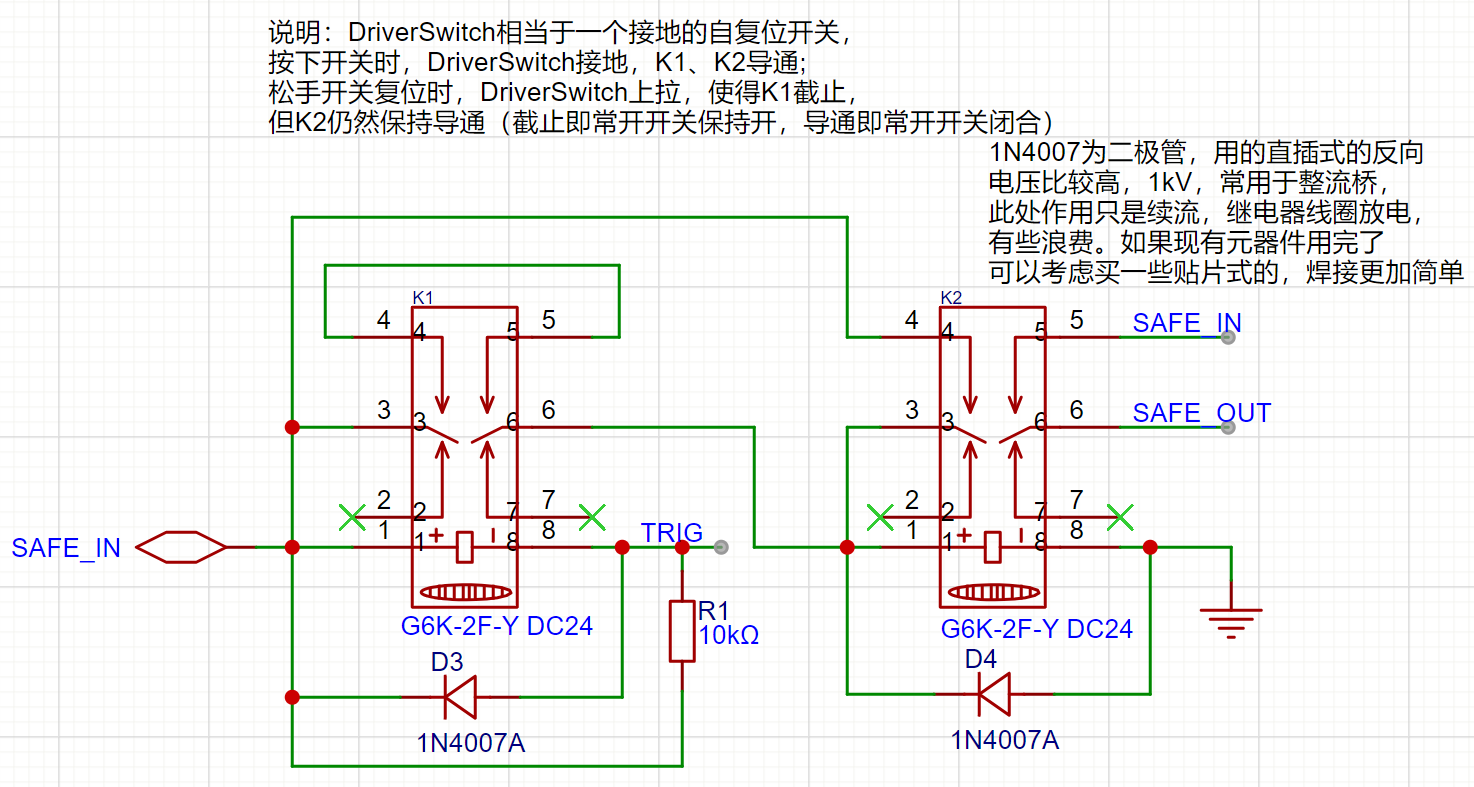 说明：DriverSwitch相当于一个接地的自复位开关，
按下开关时，DriverSwitch接地，K1、K2导通;
松手开关复位时，DriverSwitch上拉，使得K1截止，
但K2仍然保持导通（截止即常开开关保持开，导通即常开开关闭合）
1N4007为二极管，用的直插式的反向
电压比较高，1kV，常用于整流桥，
此处作用只是续流，继电器线圈放电，
有些浪费。如果现有元器件用完了
可以考虑买一些贴片式的，焊接更加简单
K1
4 4 5 5
3 3 6 6
2 2 7 7
1 1 + I 8 8
G6K-2F-Y DC24
K2
4 4 5 5
3 3 6 6
2 2 7 7
1 1 + I 8 8
G6K-2F-Y DC24
SAFE_IN
SAFE_OUT
SAFE_IN
TRIG
R1
10kΩ
D3
1N4007A
D4
1N4007A